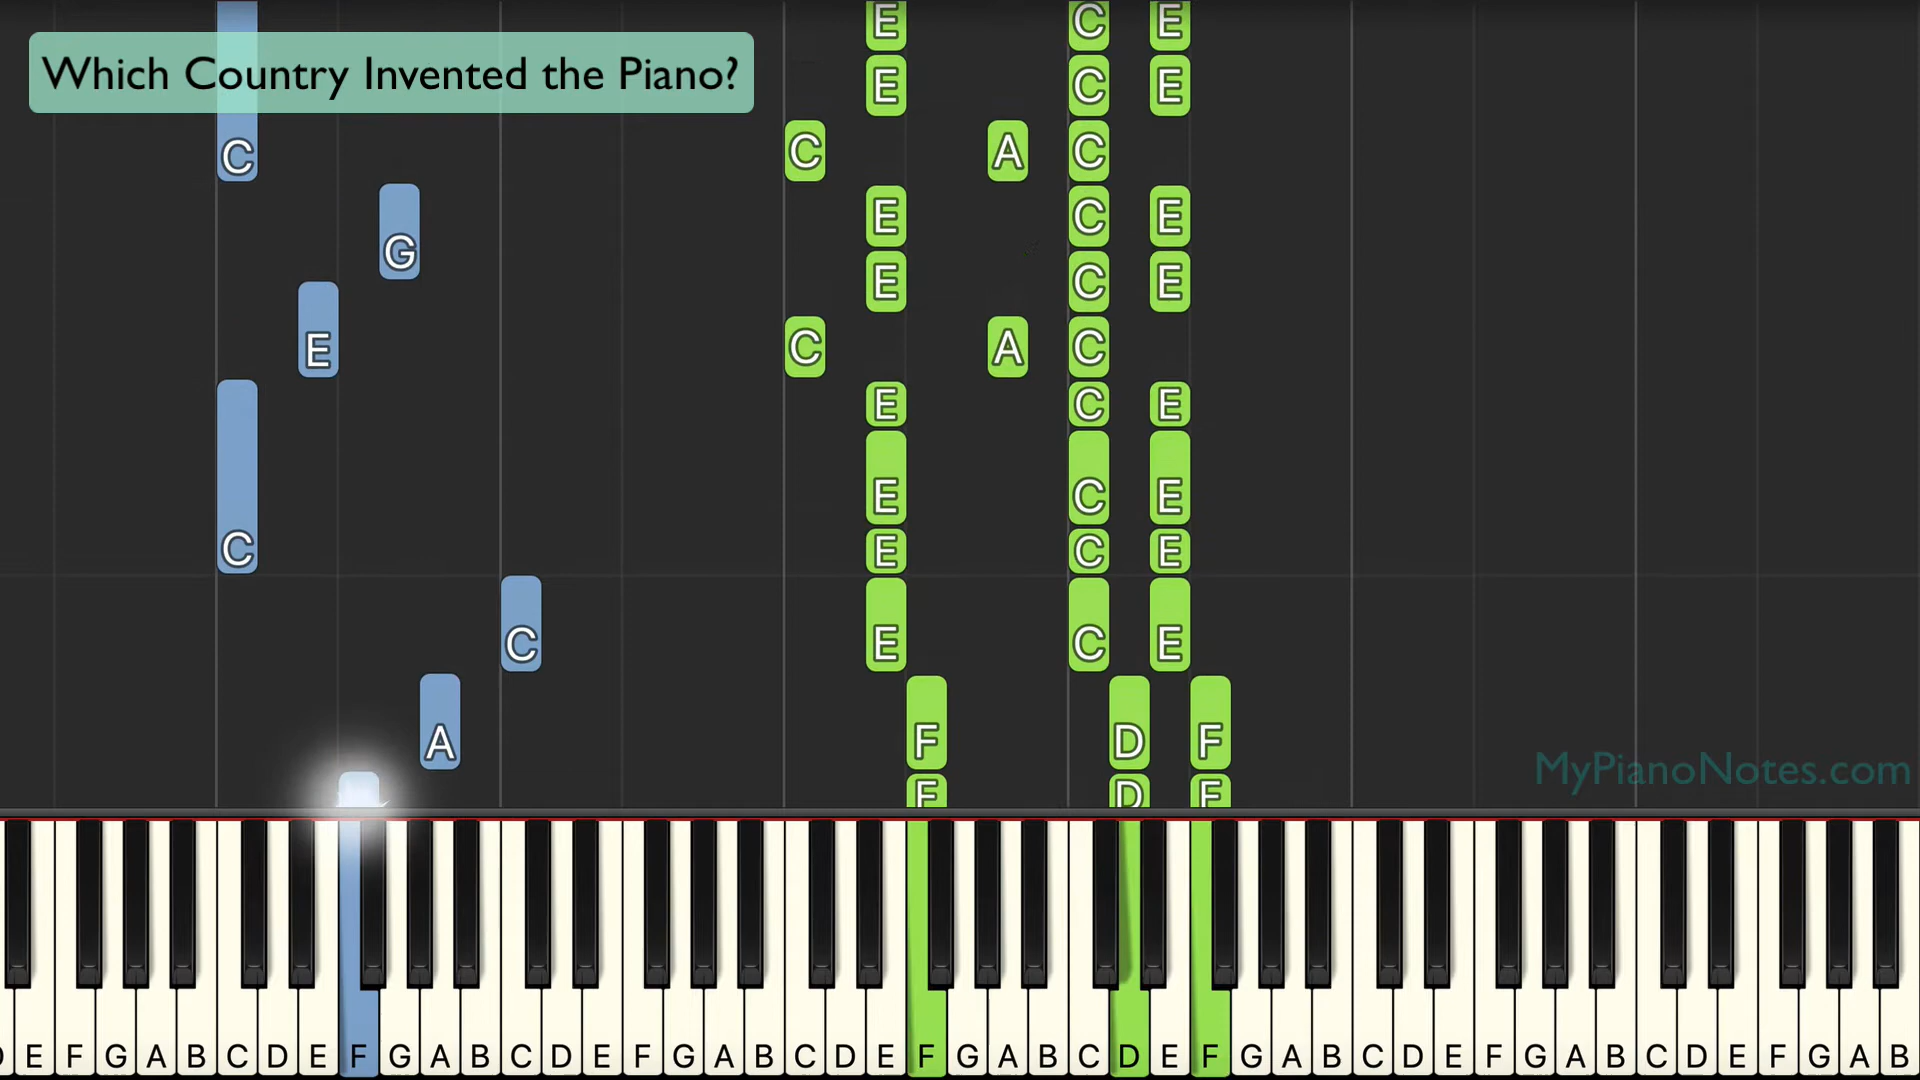 Which Country Invented the Piano?
E C E
E C E
C C A C
G E C E
E C E
E C A C
E C E
E C E
C E C E
C E C E
A F D F
F D F
MyPianoNotes.com
D E F G A B C D E F G A B C D E F G A B C D E F G A B C D E F G A B C D E F G A B C D E F G A B